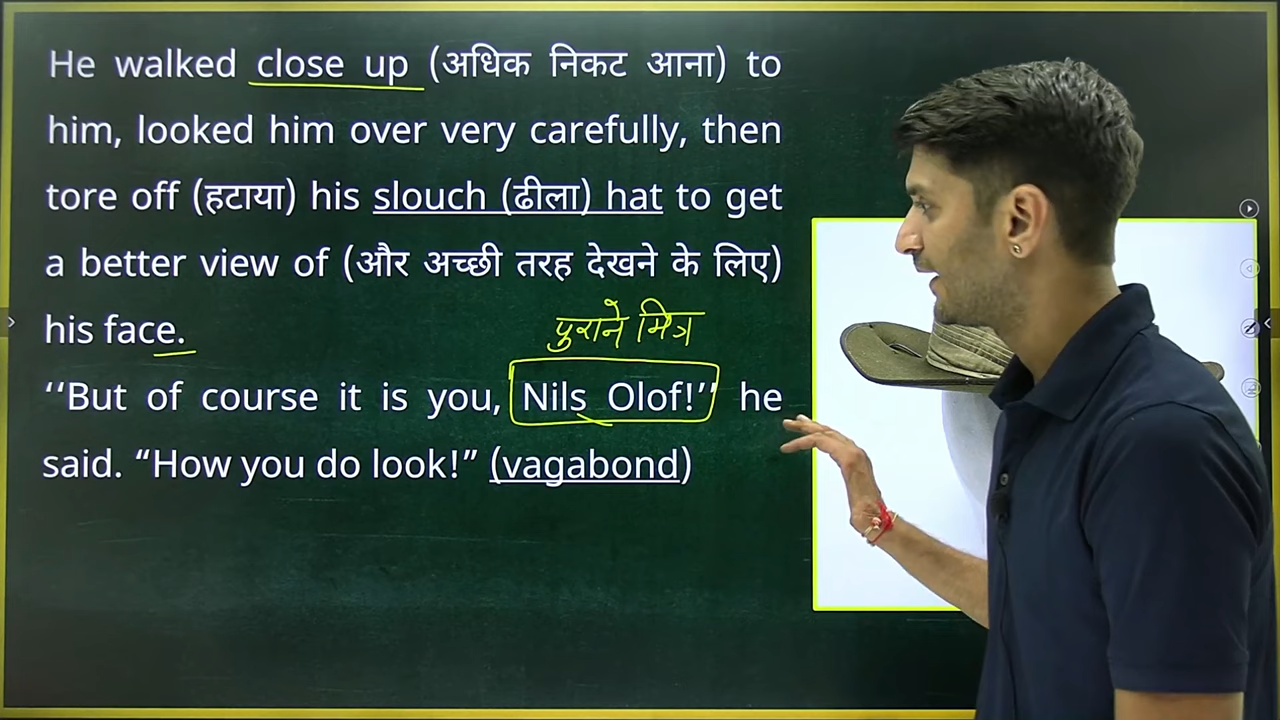 He walked close up (अधिक निकट आना) to
him, looked him over very carefully, then
tore off (हटाया) his slouch (ढीला) hat to get
a better view of (और अच्छी तरह देखने के लिए)
his face.
पुराने मित्र
‘‘But of course it is you, Nils Olof!’’ he
said. “How you do look!” (vagabond)